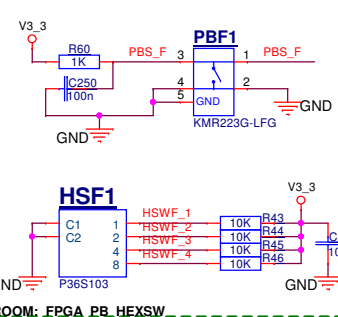 V3_3
PBF1
R60
PBS_F
3
1
PBS_F
1K
C250
4
2
100n
5
GND
GND
KMR223G-LFG
GND
V3_3
HSF1
HSWF_1
C1
1
10K
R43
HSWF_2
C2
2
10K
R44
HSWF_3
4
10K
R45
HSWF_4
8
10K
R46
P36S103
GND
ROOM: FPGA_PB_HEXSW